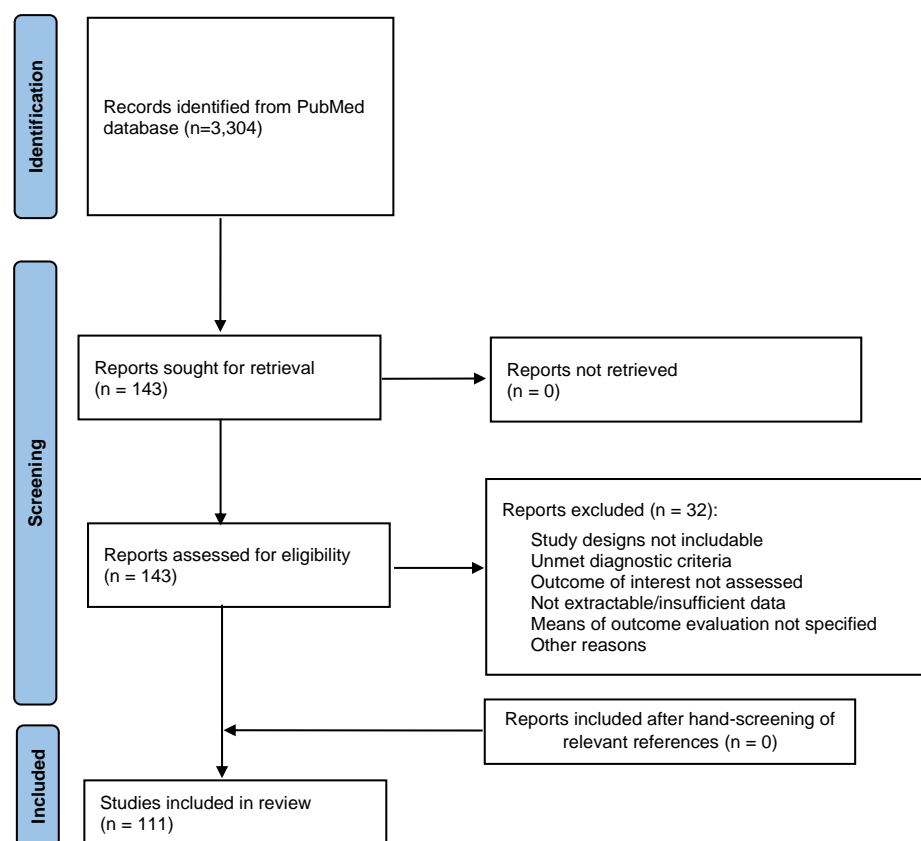 Identification
Records identified from PubMed
database (n=3,304)
Screening
Reports sought for retrieval
(n = 143)
Reports not retrieved
(n = 0)
Reports assessed for eligibility
(n = 143)
Reports excluded (n = 32):
Study designs not includable
Unmet diagnostic criteria
Outcome of interest not assessed
Not extractable/insufficient data
Means of outcome evaluation not specified
Other reasons
Reports included after hand-screening of
relevant references (n = 0)
Included
Studies included in review
(n = 111)